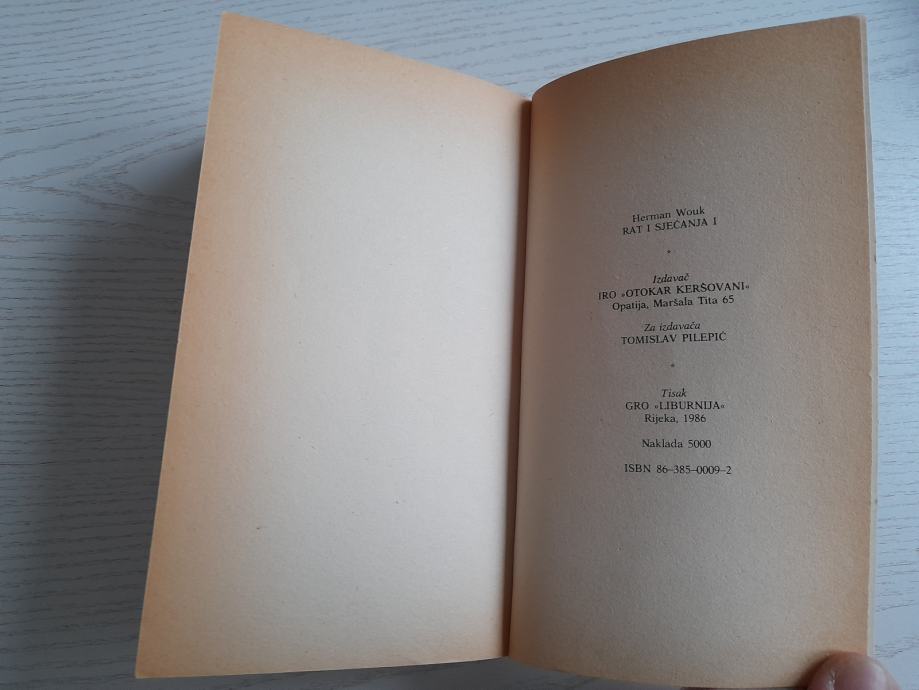 Herman Wouk
RAT I SJEĆANJA I
*
Izdavač
IRO »OTOKAR KERŠOVANI«
Opatija, Maršala Tita 65
Za izdavača
TOMISLAV PILEPIĆ
*
Tisak
GRO »LIBURNIJA«
Rijeka, 1986
Naklada 5000
ISBN 86–385–0009–2